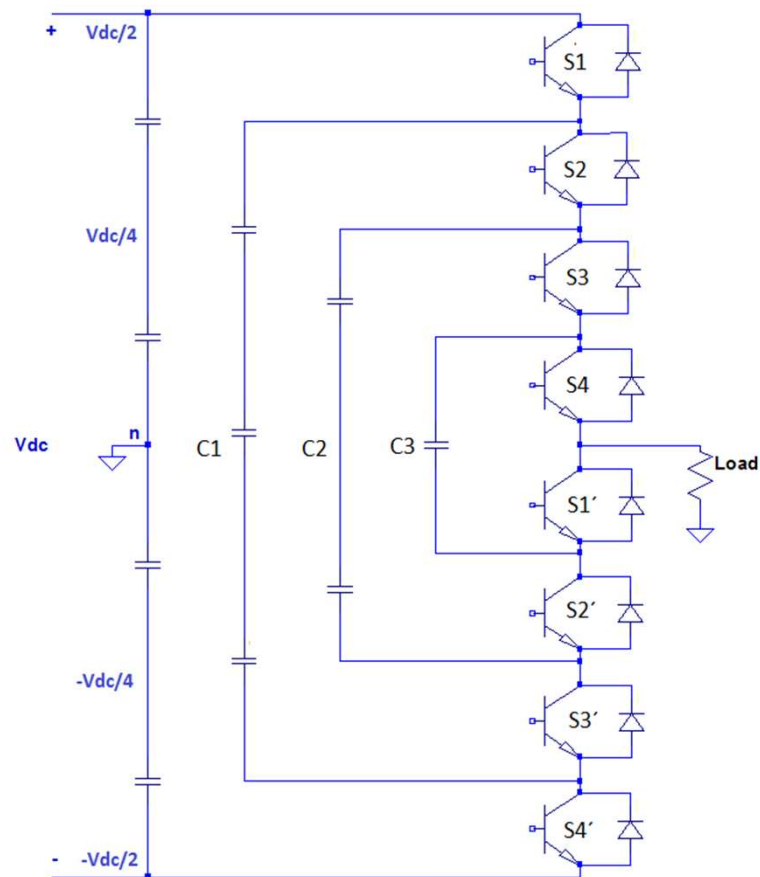 + Vdc/2
S1
S2
Vdc/4
S3
S4
n
Vdc
C1
C2
C3
Load
S1´
S2´
-Vdc/4
S3´
S4´
- -Vdc/2